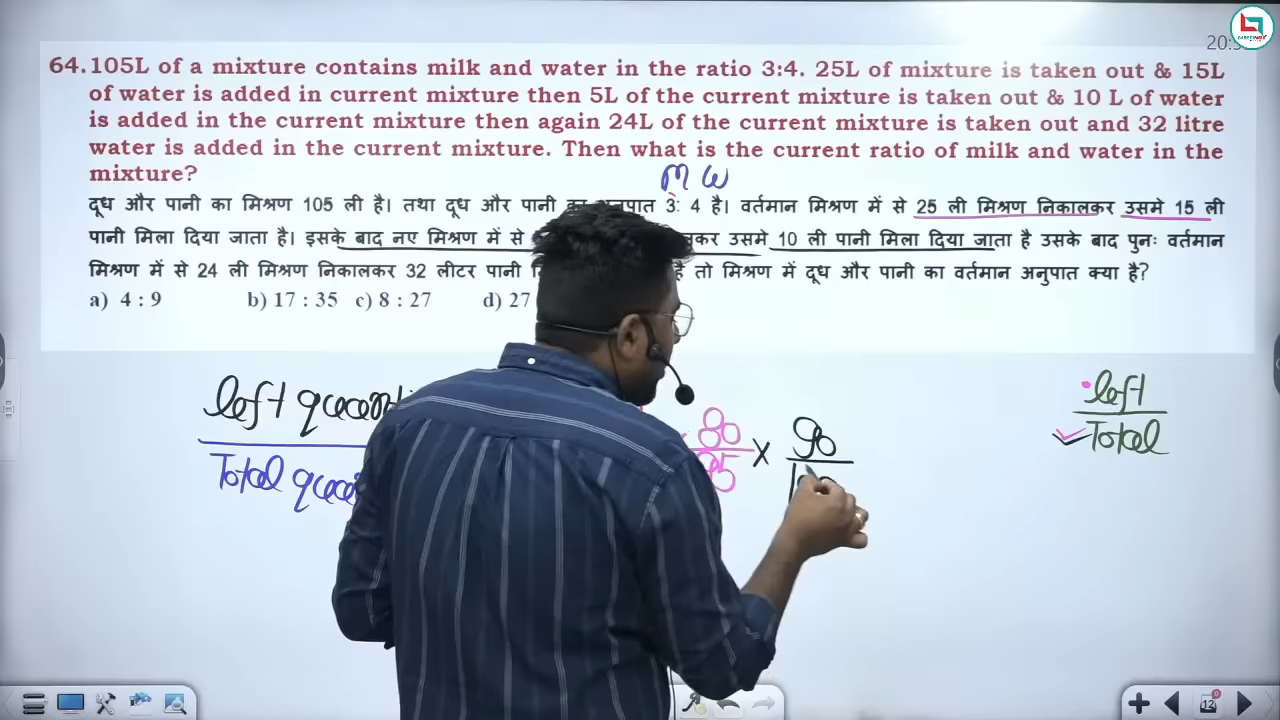 20:
64. 105L of a mixture contains milk and water in the ratio 3:4. 25L of mixture is taken out & 15L
of water is added in current mixture then 5L of the current mixture is taken out & 10 L of water
is added in the current mixture then again 24L of the current mixture is taken out and 32 litre
water is added in the current mixture. Then what is the current ratio of milk and water in the
mixture?
M W
दूध और पानी का मिश्रण 105 ली है। तथा दूध और पानी का अनुपात 3: 4 है। वर्तमान मिश्रण में से 25 ली मिश्रण निकालकर उसमे 15 ली
पानी मिला दिया जाता है। इसके बाद नए मिश्रण में से उसमे 10 ली पानी मिला दिया जाता है उसके बाद पुनः वर्तमान
मिश्रण में से 24 ली मिश्रण निकालकर 32 लीटर पानी है तो मिश्रण में दूध और पानी का वर्तमान अनुपात क्या है?
a) 4 : 9 b) 17 : 35 c) 8 : 27 d) 27
left
Total
left
Total
80 × 90
95